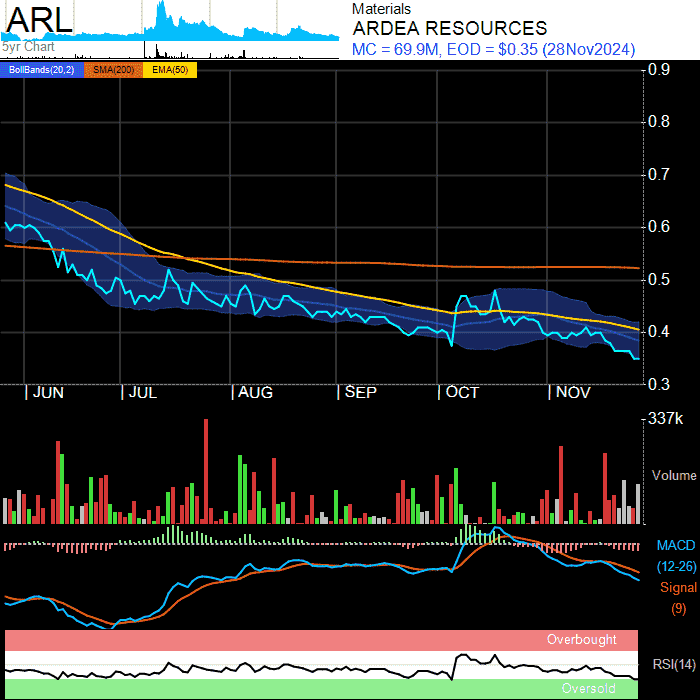 ARL
5yr Chart
Materials
ARDEA RESOURCES
MC = 69.9M, EOD = $0.35 (28Nov2024)
BollBands(20,2) SMA(200) EMA(50)
0.9
0.8
0.7
0.6
0.5
0.4
0.3
JUN JUL AUG SEP OCT NOV
337k
Volume
MACD
(12-26)
Signal
(9)
Overbought
RSI(14)
Oversold